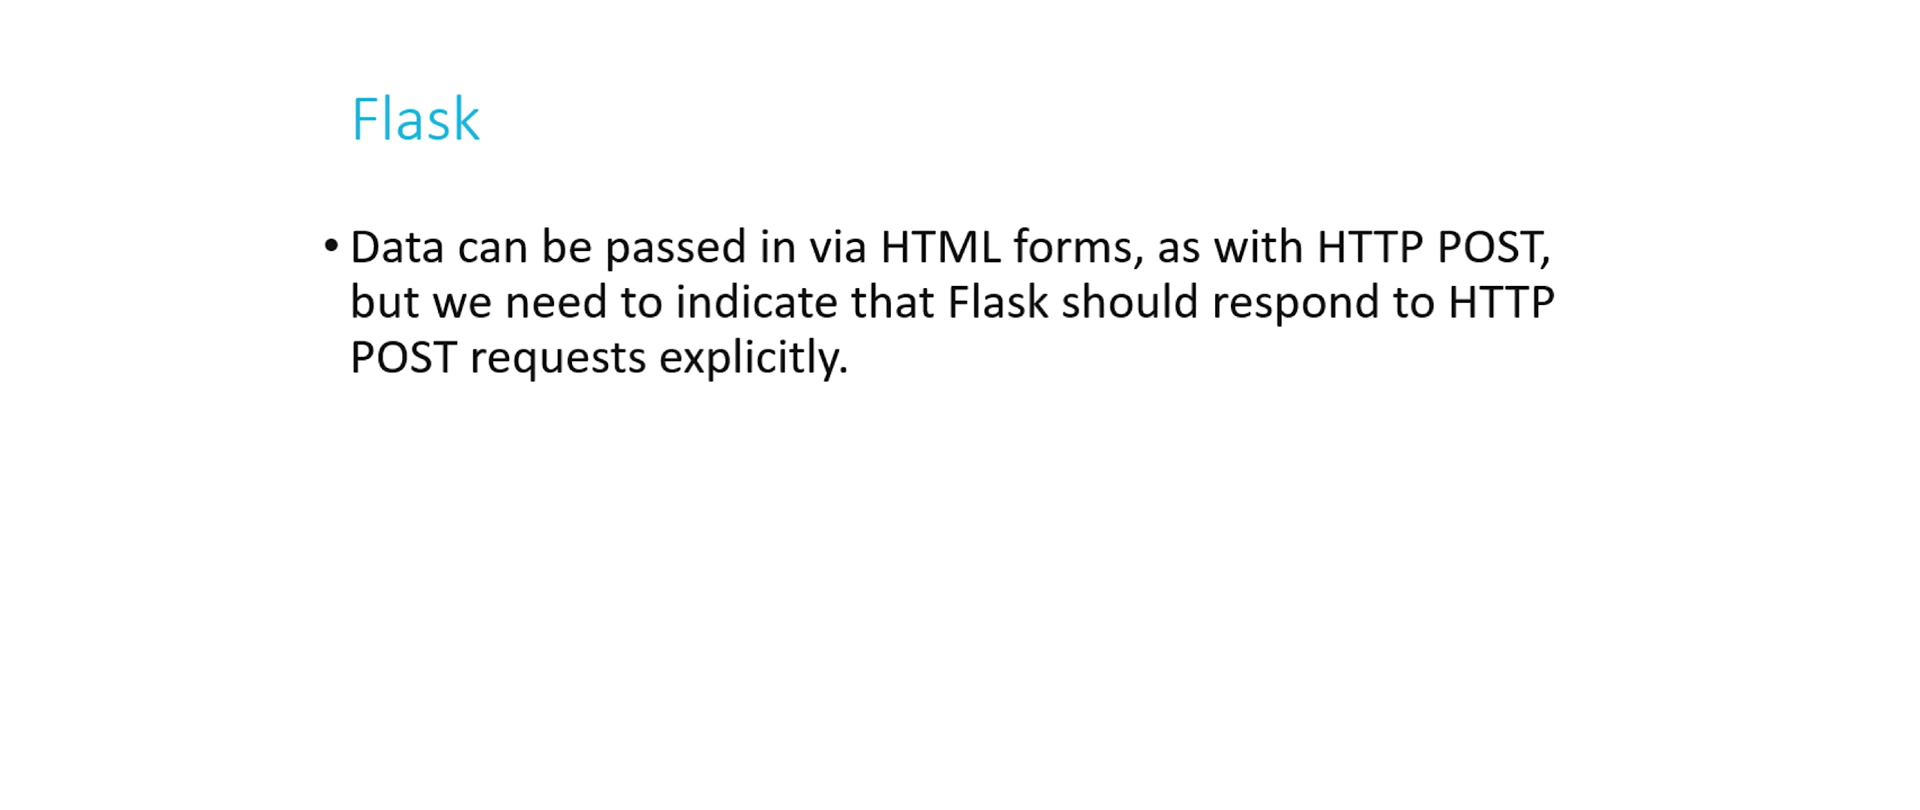 Flask
• Data can be passed in via HTML forms, as with HTTP POST,
but we need to indicate that Flask should respond to HTTP
POST requests explicitly.